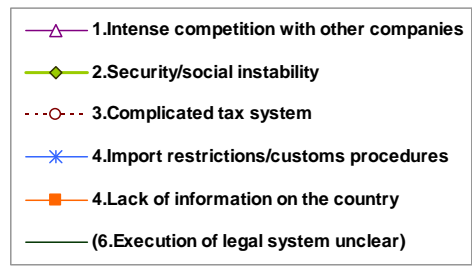 1.Intense competition with other companies
2.Security/social instability
3.Complicated tax system
4.Import restrictions/customs procedures
4.Lack of information on the country
(6.Execution of legal system unclear)